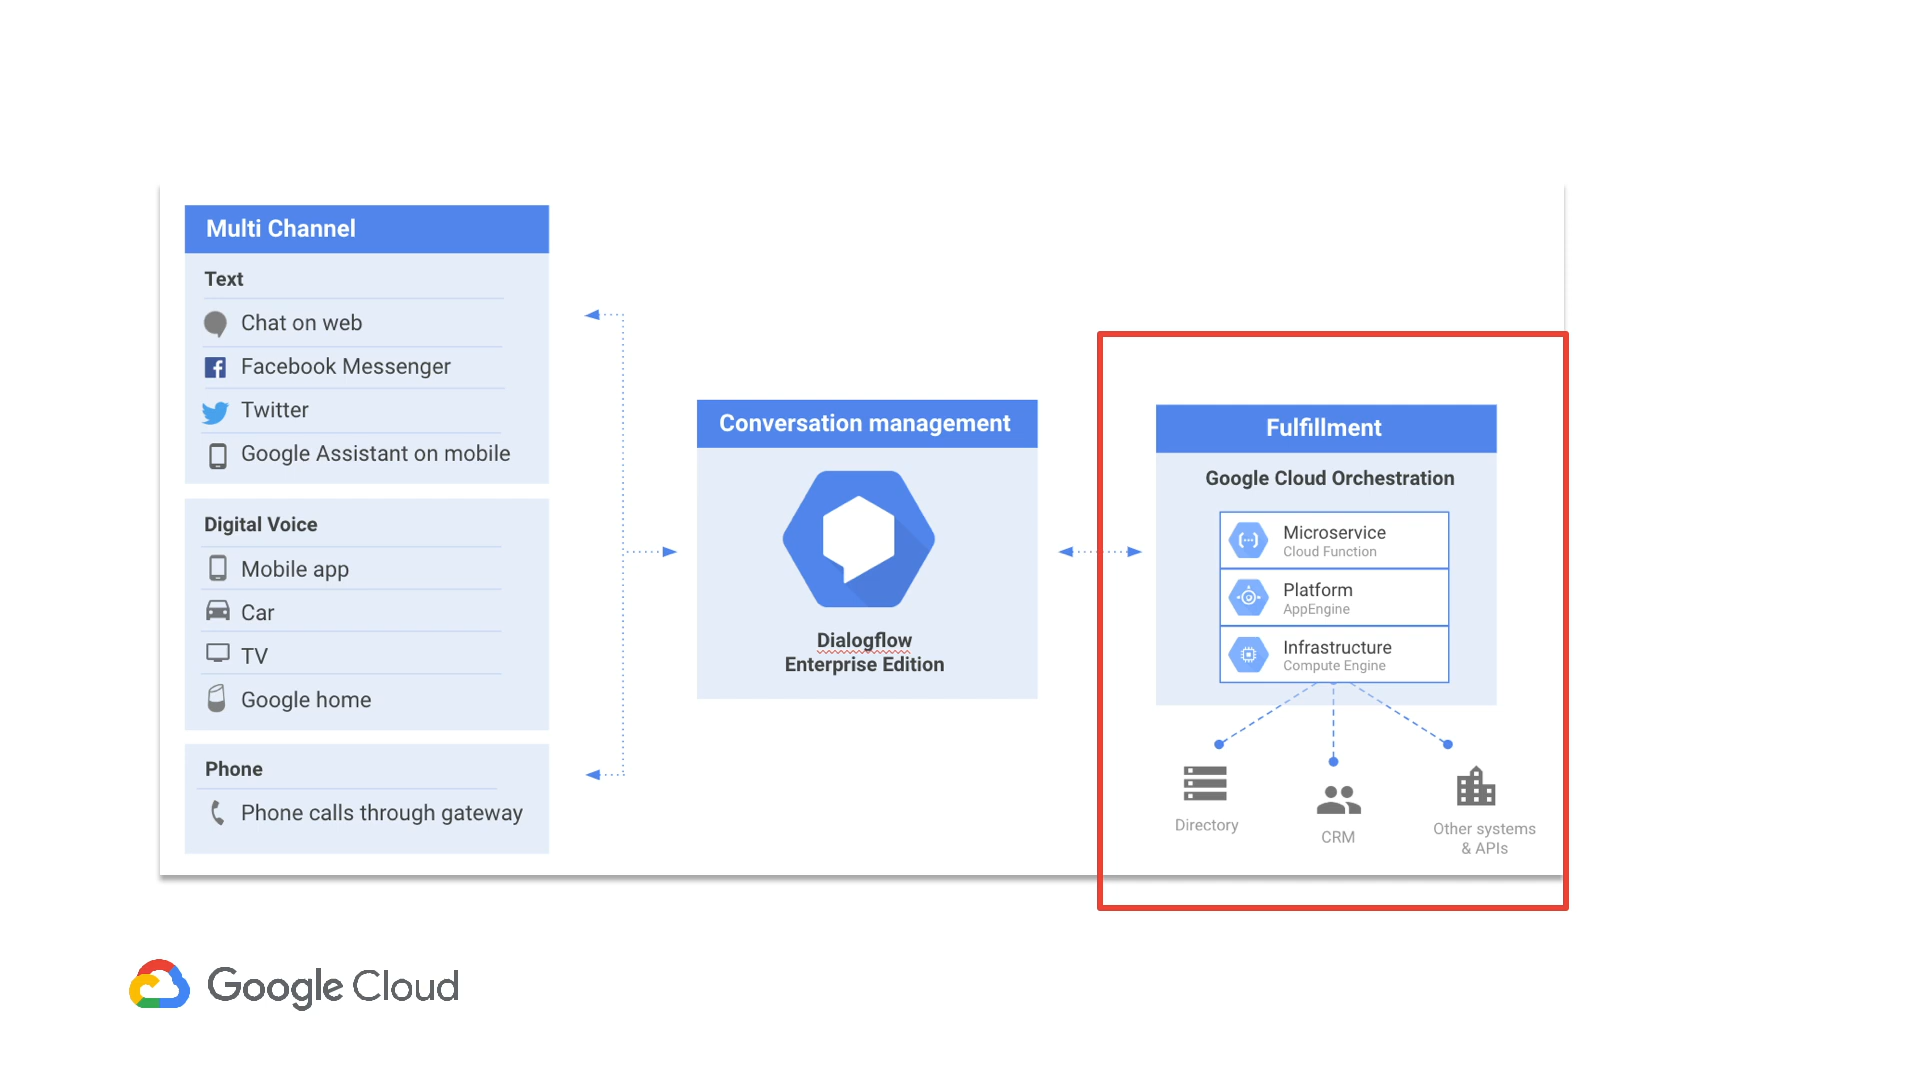 Multi Channel
Text
Chat on web
Facebook Messenger
Twitter
Google Assistant on mobile
Digital Voice
Mobile app
Car
TV
Google home
Phone
Phone calls through gateway
Conversation management
Dialogflow
Enterprise Edition
Fulfillment
Google Cloud Orchestration
Microservice
Cloud Function
Platform
AppEngine
Infrastructure
Compute Engine
Directory
CRM
Other systems
& APIs
Google Cloud